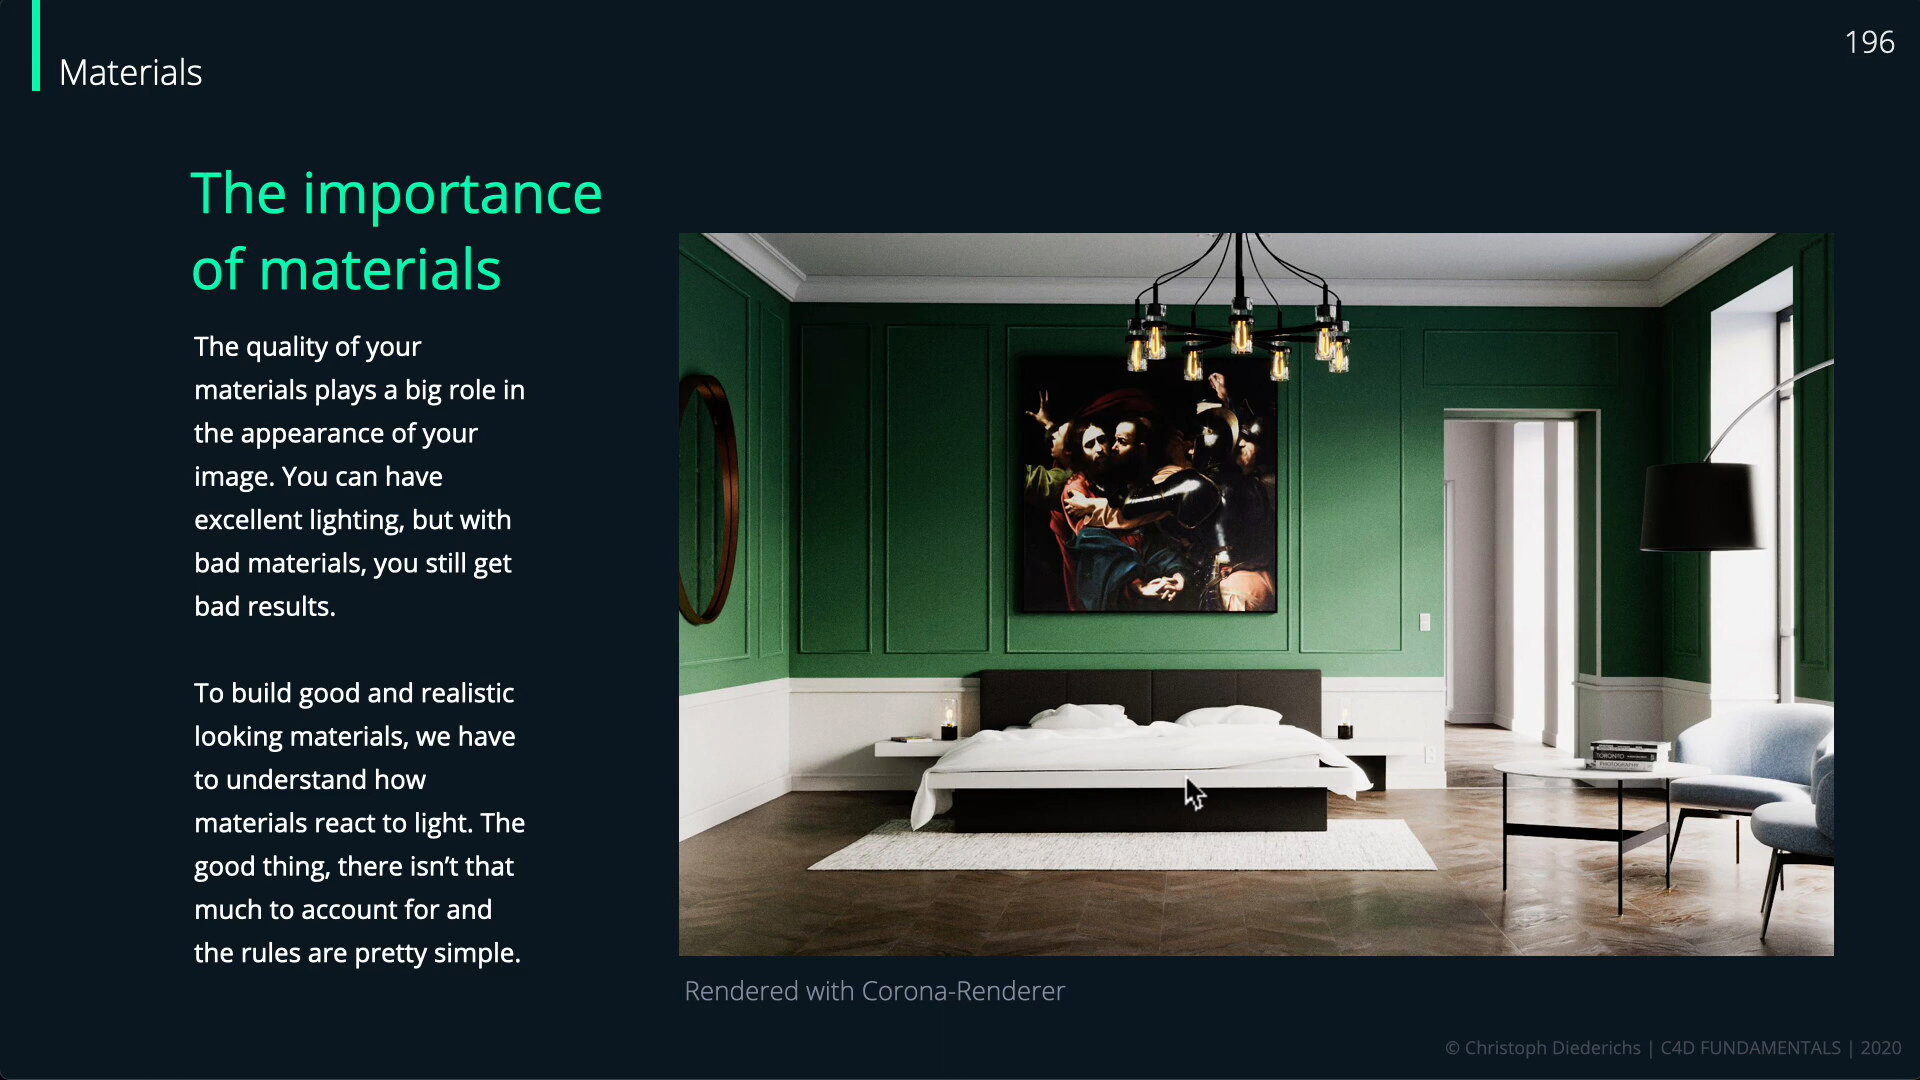 Materials
196
The importance
of materials
The quality of your
materials plays a big role in
the appearance of your
image. You can have
excellent lighting, but with
bad materials, you still get
bad results.
To build good and realistic
looking materials, we have
to understand how
materials react to light. The
good thing, there isn’t that
much to account for and
the rules are pretty simple.
TORONTO
PHOTOGRAPHY
Rendered with Corona-Renderer
© Christoph Diederichs | C4D FUNDAMENTALS | 2020